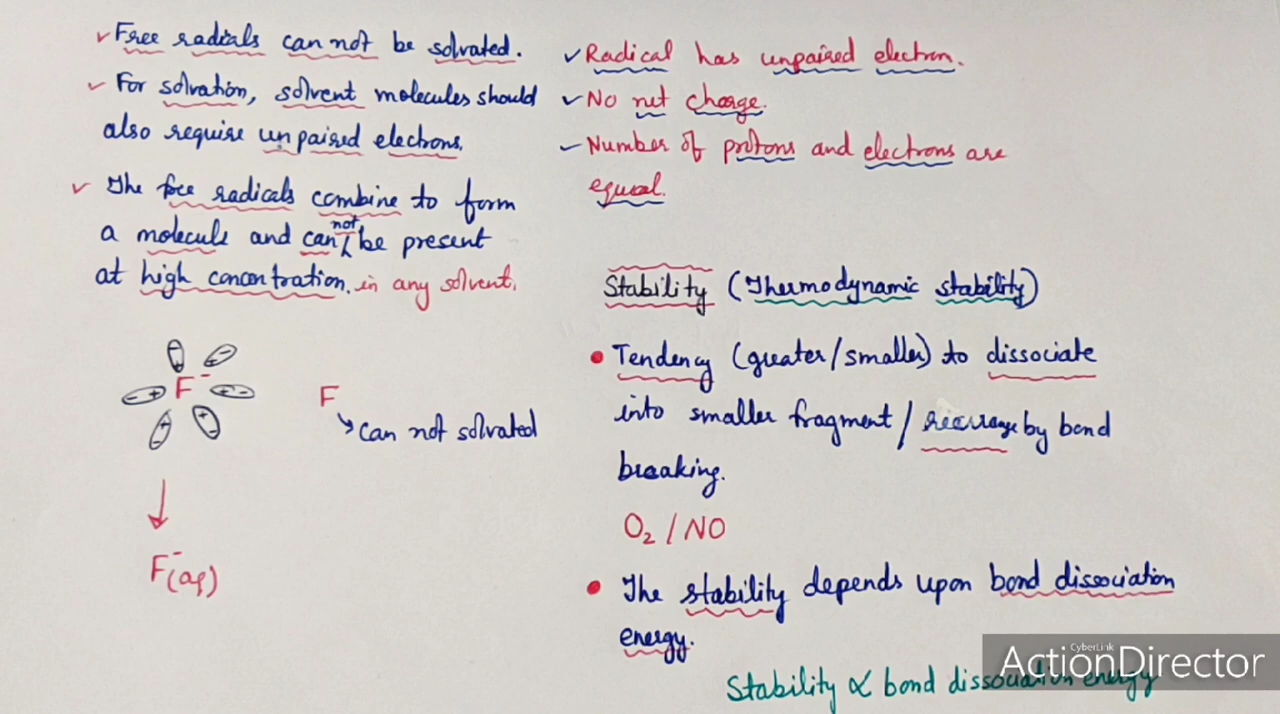 ✓ Free radials can not be solvated.
✓ For solvation, solvent molecules should
also require unpaired electrons.
✓ The free radicals combine to form
a molecule and can not be present
at high concentration. in any solvent.
F⁻
- +
+ -
F
↳ can not solvated
↓
F⁻(aq)
✓ Radical has unpaired electron.
✓ No net charge.
✓ Number of protons and electrons are
equal.
Stability (Thermodynamic stability)
• Tendency (greater/smaller) to dissociate
into smaller fragment / rearrange by bond
breaking.
O₂ / NO
• The stability depends upon bond dissociation
energy.
Stability ∝ bond dissociation energy
CyberLink
ActionDirector